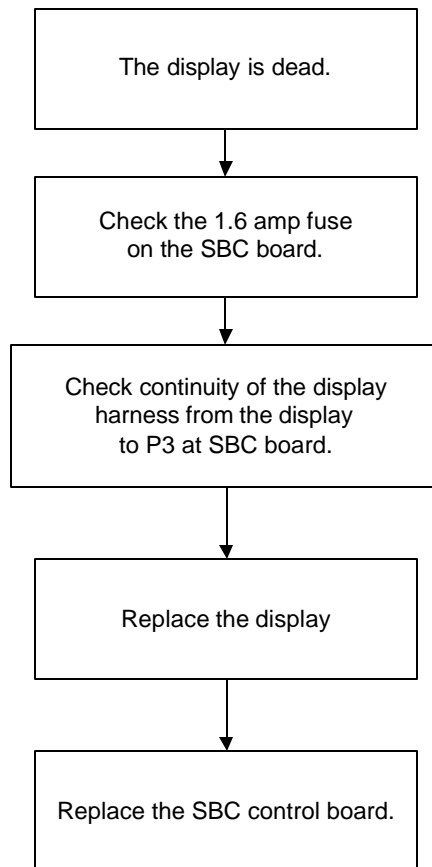 The display is dead.
Check the 1.6 amp fuse
on the SBC board.
Check continuity of the display
harness from the display
to P3 at SBC board.
Replace the display
Replace the SBC control board.